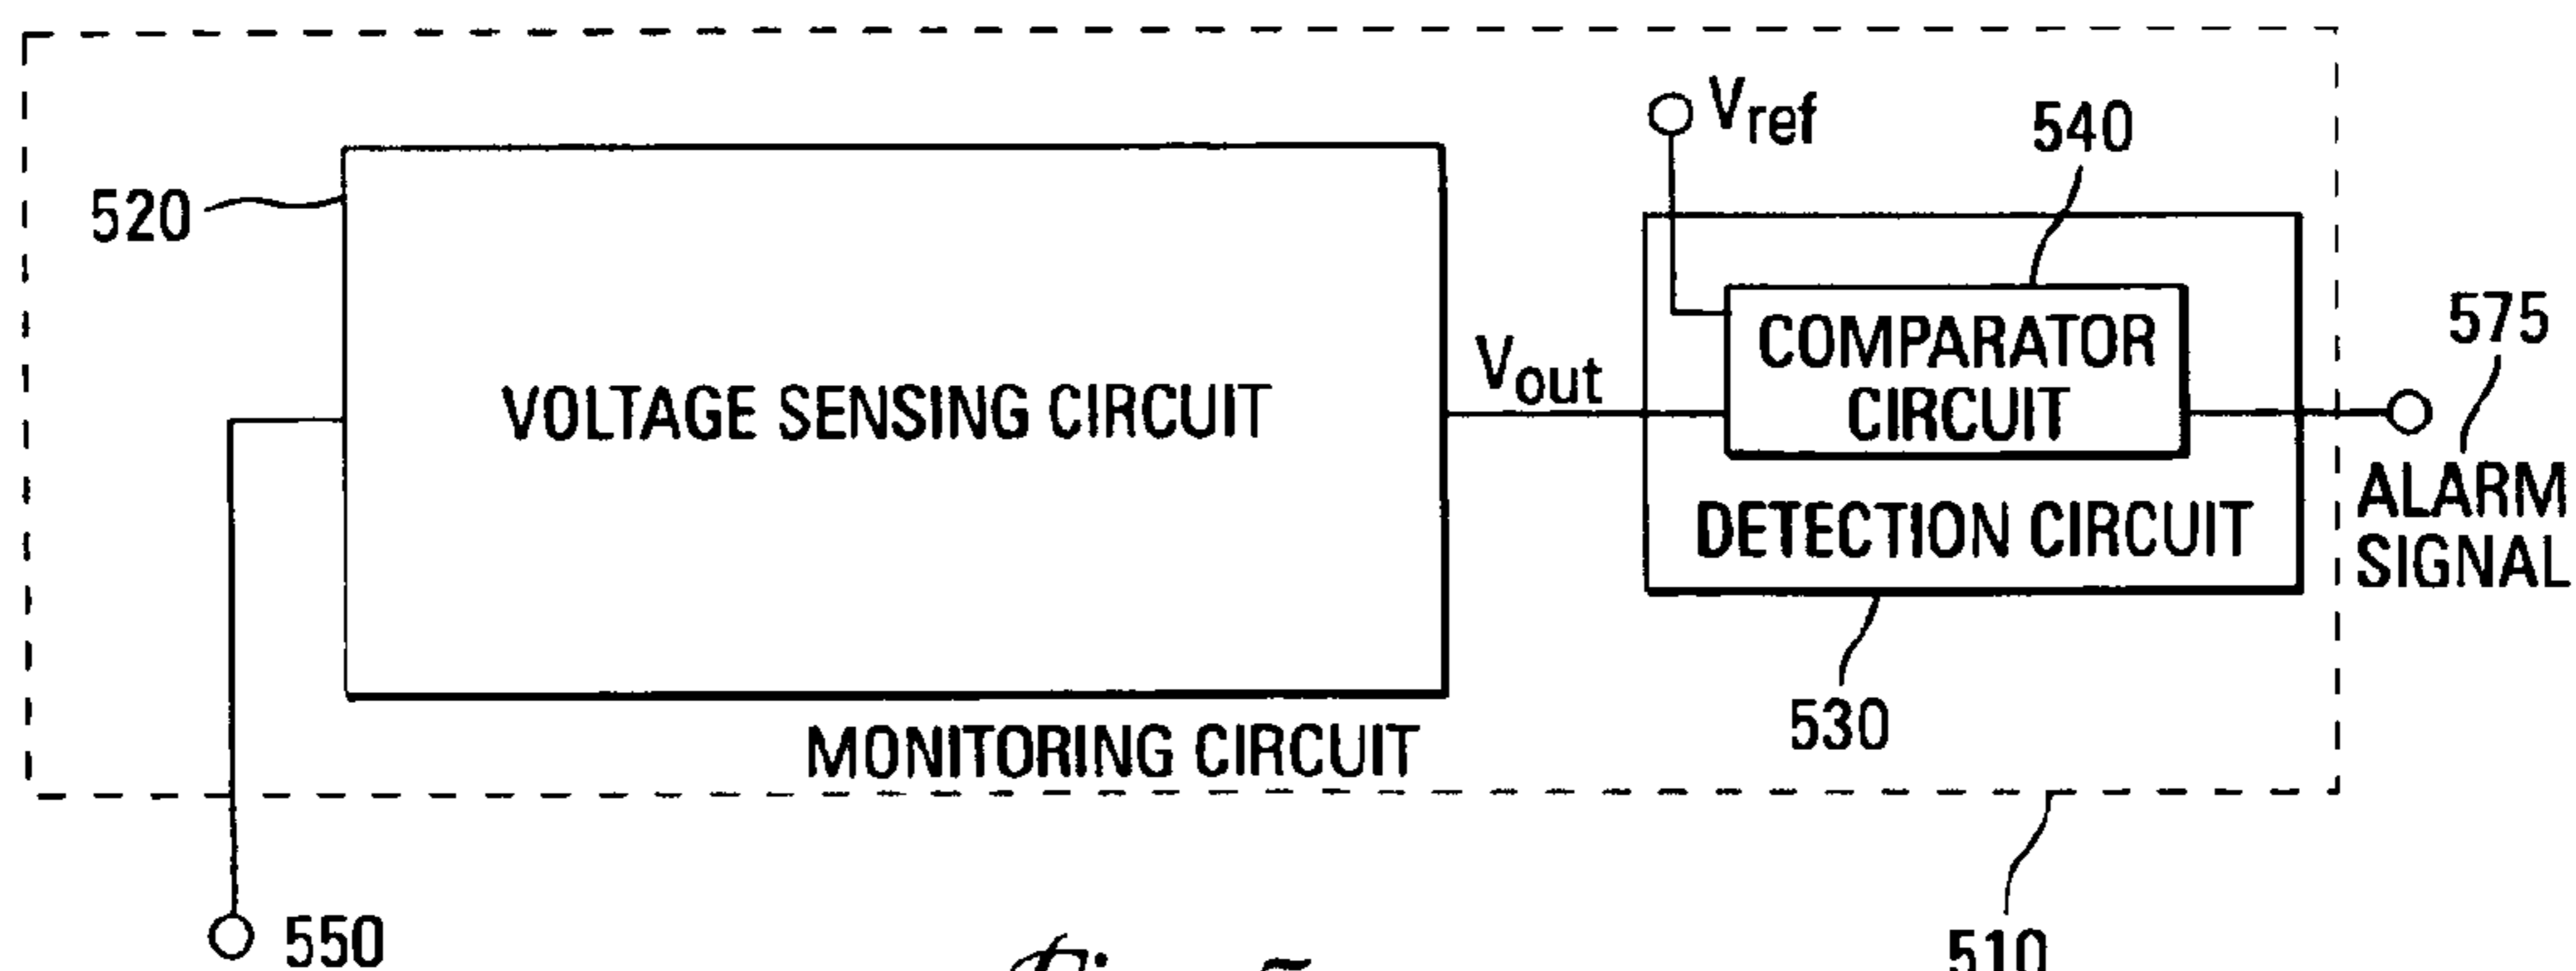 Vref
540
520
COMPARATOR
CIRCUIT
575
Vout
VOLTAGE SENSING CIRCUIT
ALARM
SIGNAL
DETECTION CIRCUIT
530
MONITORING CIRCUIT
550
510